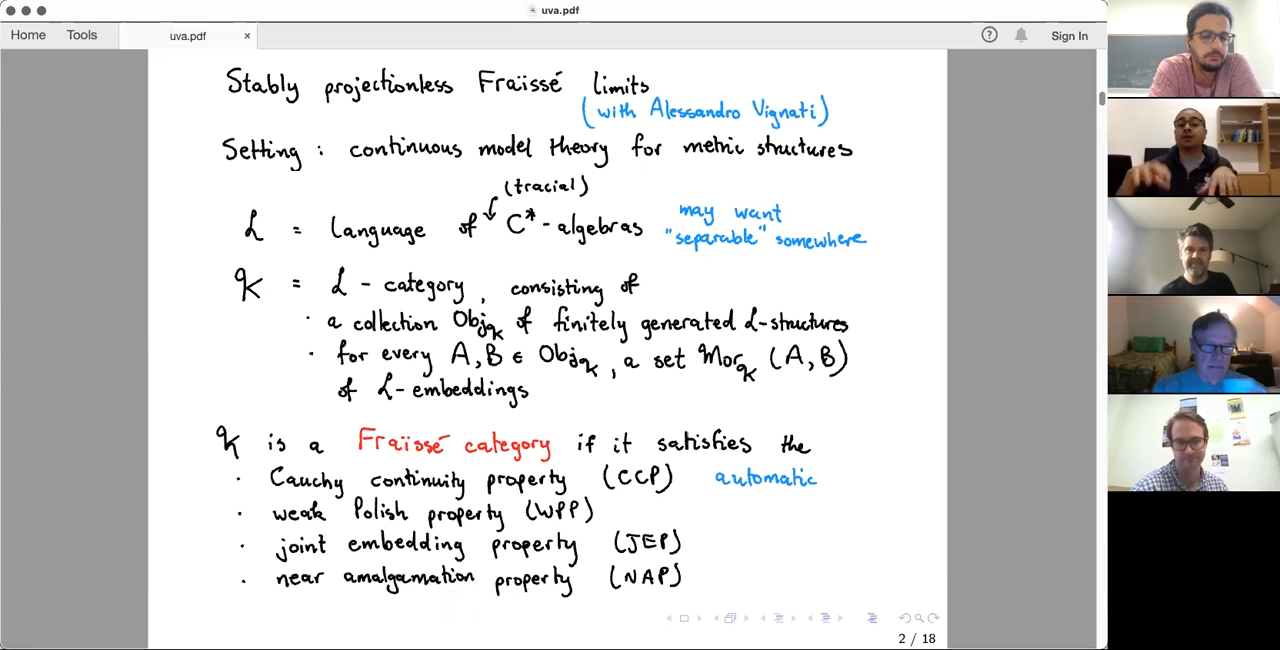 uva.pdf
Home Tools uva.pdf × ? Sign In
Stably projectionless Fraïssé limits
(with Alessandro Vignati)
Setting : continuous model theory for metric structures
(tracial)
L = language of C* - algebras may want
"separable" somewhere
K = L - category, consisting of
· a collection Obj_K of finitely generated L-structures
· for every A, B ∈ Obj_K, a set Mor_K (A, B)
of L-embeddings
K is a Fraïssé category if it satisfies the
· Cauchy continuity property (CCP) automatic
· weak Polish property (WPP)
· joint embedding property (JEP)
· near amalgamation property (NAP)
2 / 18